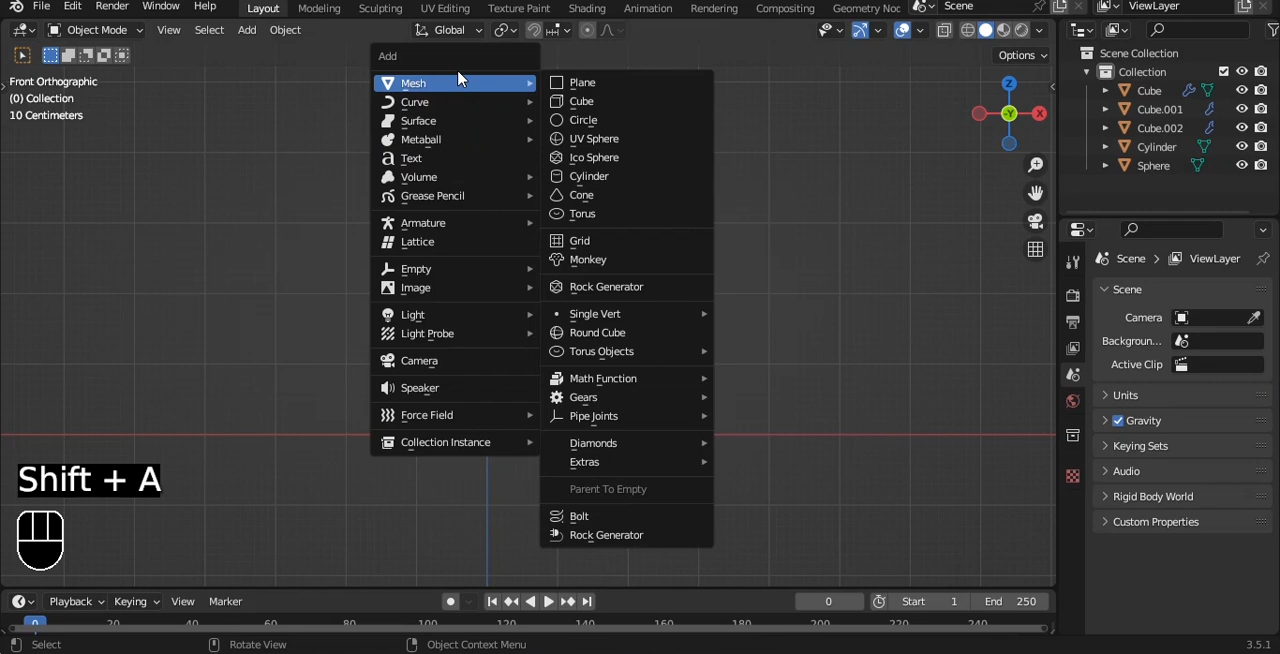 File Edit Render Window Help Layout Modeling Sculpting UV Editing Texture Paint Shading Animation Rendering Compositing Geometry Noc Scene ViewLayer
Object Mode View Select Add Object Global
Options
Front Orthographic
(0) Collection
10 Centimeters
Add
Mesh
Curve
Surface
Metaball
Text
Volume
Grease Pencil
Armature
Lattice
Empty
Image
Light
Light Probe
Camera
Speaker
Force Field
Collection Instance
Plane
Cube
Circle
UV Sphere
Ico Sphere
Cylinder
Cone
Torus
Grid
Monkey
Rock Generator
Single Vert
Round Cube
Torus Objects
Math Function
Gears
Pipe Joints
Diamonds
Extras
Parent To Empty
Bolt
Rock Generator
Z
X
-Y
Scene Collection
Collection
Cube
Cube.001
Cube.002
Cylinder
Sphere
Scene > ViewLayer
Scene
Camera
Backgroun...
Active Clip
Units
Gravity
Keying Sets
Audio
Rigid Body World
Custom Properties
Shift + A
Playback Keying View Marker 0 Start 1 End 250
0 20 40 60 80 100 120 140 160 180 200 220 240
Select Rotate View Object Context Menu 3.5.1